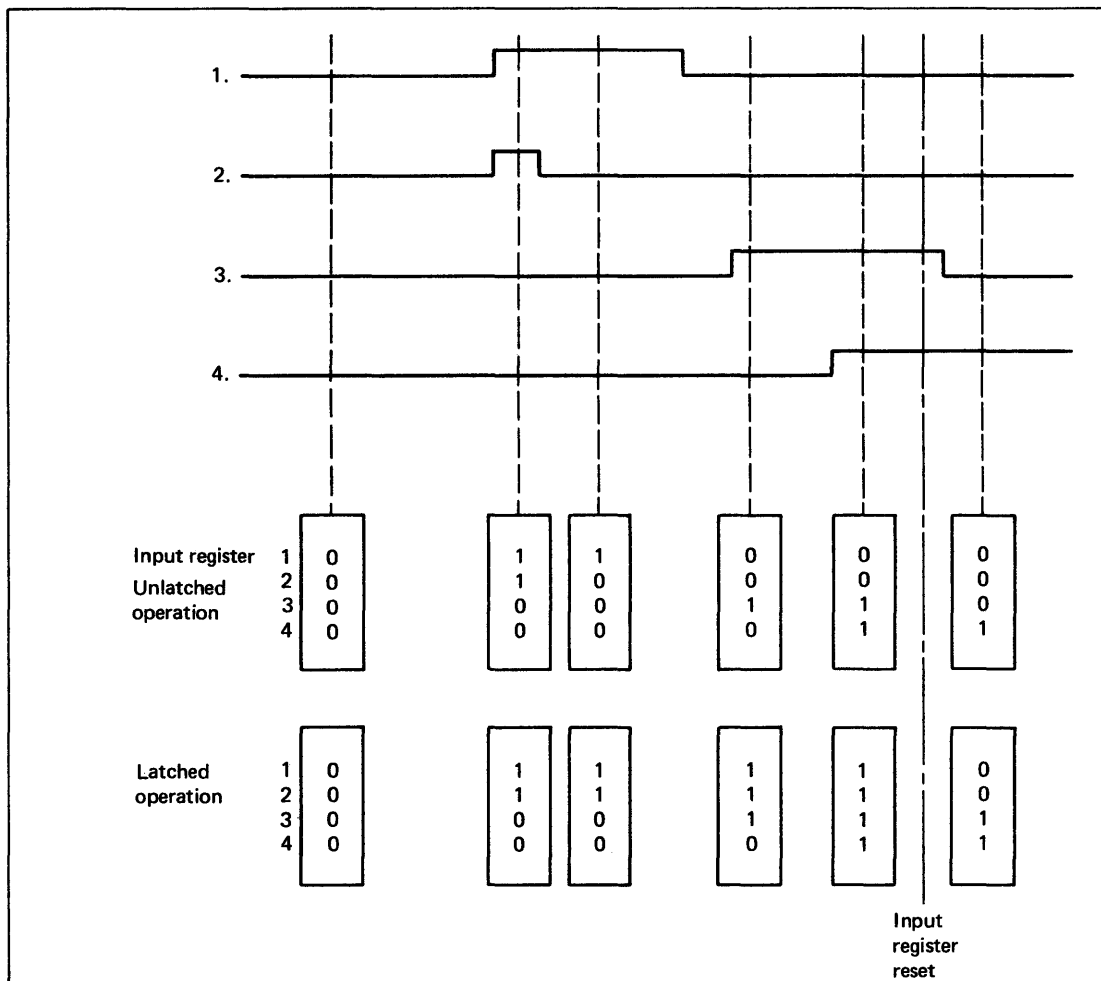 1.
2.
3.
4.
Input register 1 0 1 1 0 0 0
Unlatched 2 0 1 0 0 0 0
operation 3 0 0 0 1 1 0
4 0 0 0 0 1 1
Latched 1 0 1 1 1 1 0
operation 2 0 1 1 1 1 0
3 0 0 0 1 1 1
4 0 0 0 0 1 1
Input
register
reset